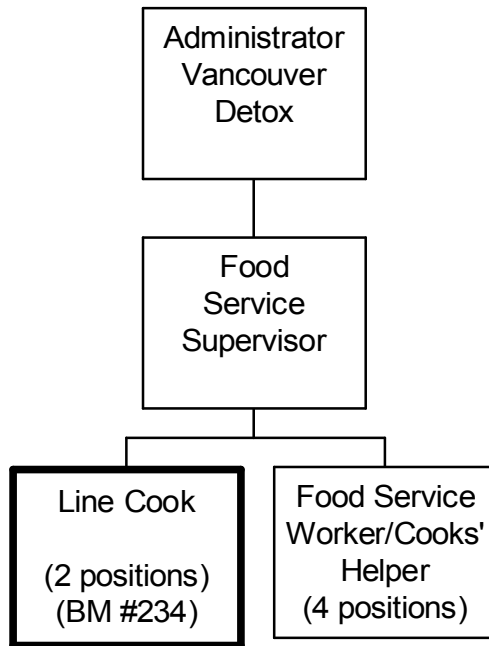 Administrator
Vancouver
Detox
Food
Service
Supervisor
Line Cook
(2 positions)
(BM #234)
Food Service
Worker/Cooks'
Helper
(4 positions)